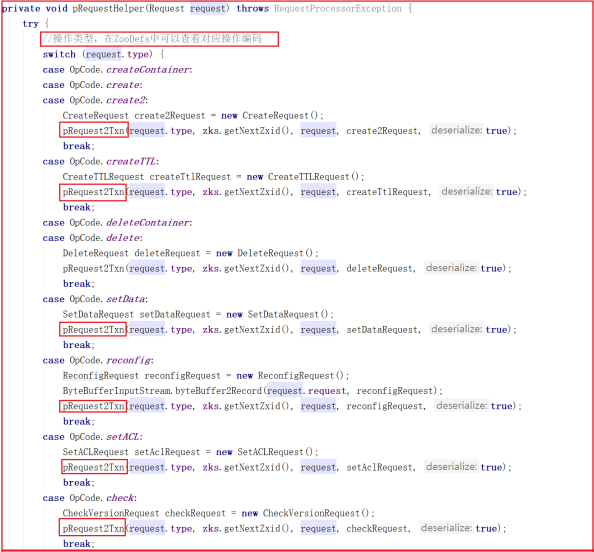 private void pRequestHelper(Request request) throws RequestProcessorException {
try {
//操作类型，在ZooDefs中可以查看对应操作编码
switch (request.type) {
case OpCode.createContainer:
case OpCode.create:
case OpCode.create2:
CreateRequest create2Request = new CreateRequest();
pRequest2Txn(request.type, zks.getNextZxid(), request, create2Request, deserialize: true);
break;
case OpCode.createTTL:
CreateTTLRequest createTtlRequest = new CreateTTLRequest();
pRequest2Txn(request.type, zks.getNextZxid(), request, createTtlRequest, deserialize: true);
break;
case OpCode.deleteContainer:
case OpCode.delete:
DeleteRequest deleteRequest = new DeleteRequest();
pRequest2Txn(request.type, zks.getNextZxid(), request, deleteRequest, deserialize: true);
break;
case OpCode.setData:
SetDataRequest setDataRequest = new SetDataRequest();
pRequest2Txn(request.type, zks.getNextZxid(), request, setDataRequest, deserialize: true);
break;
case OpCode.reconfig:
ReconfigRequest reconfigRequest = new ReconfigRequest();
ByteBufferInputStream.byteBuffer2Record(request.request, reconfigRequest);
pRequest2Txn(request.type, zks.getNextZxid(), request, reconfigRequest, deserialize: true);
break;
case OpCode.setACL:
SetACLRequest setAclRequest = new SetACLRequest();
pRequest2Txn(request.type, zks.getNextZxid(), request, setAclRequest, deserialize: true);
break;
case OpCode.check:
CheckVersionRequest checkRequest = new CheckVersionRequest();
pRequest2Txn(request.type, zks.getNextZxid(), request, checkRequest, deserialize: true);
break;